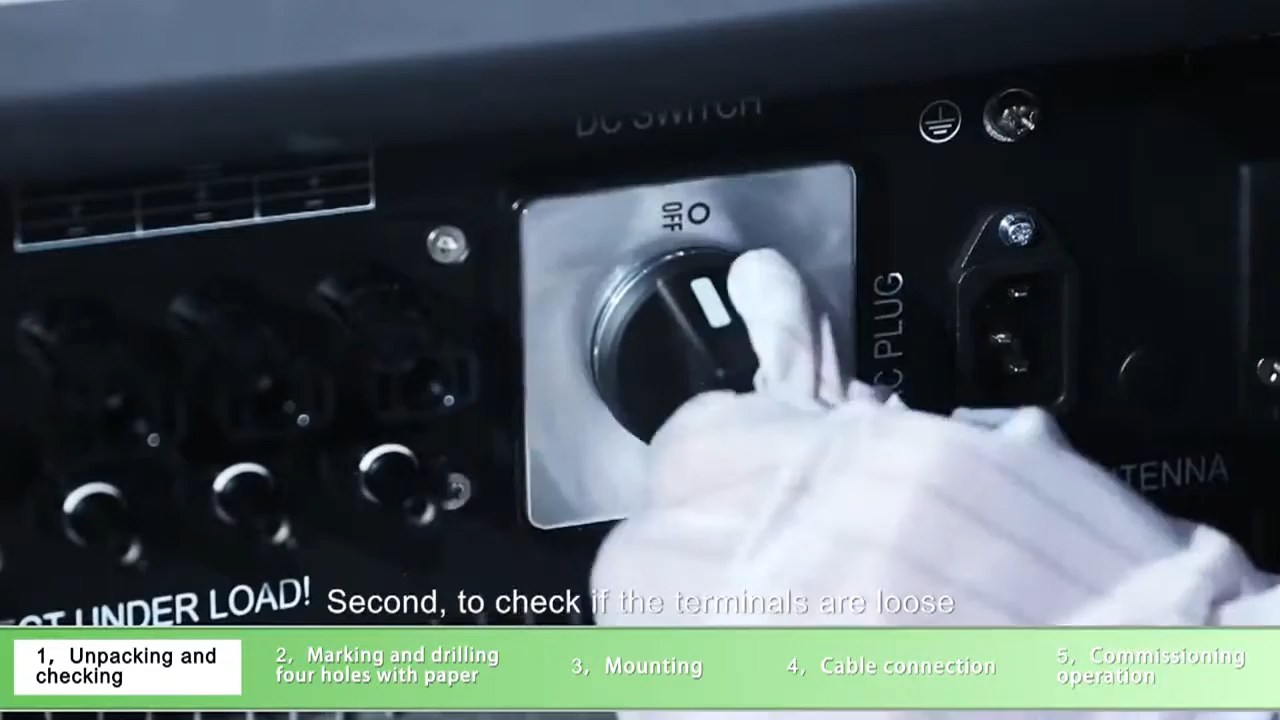 DC SWITCH
OFF
PLUG
UNDER LOAD!
Second, to check if the terminals are loose
1, Unpacking and
checking
2, Marking and drilling
four holes with paper
3, Mounting
4, Cable connection
5, Commissioning
operation